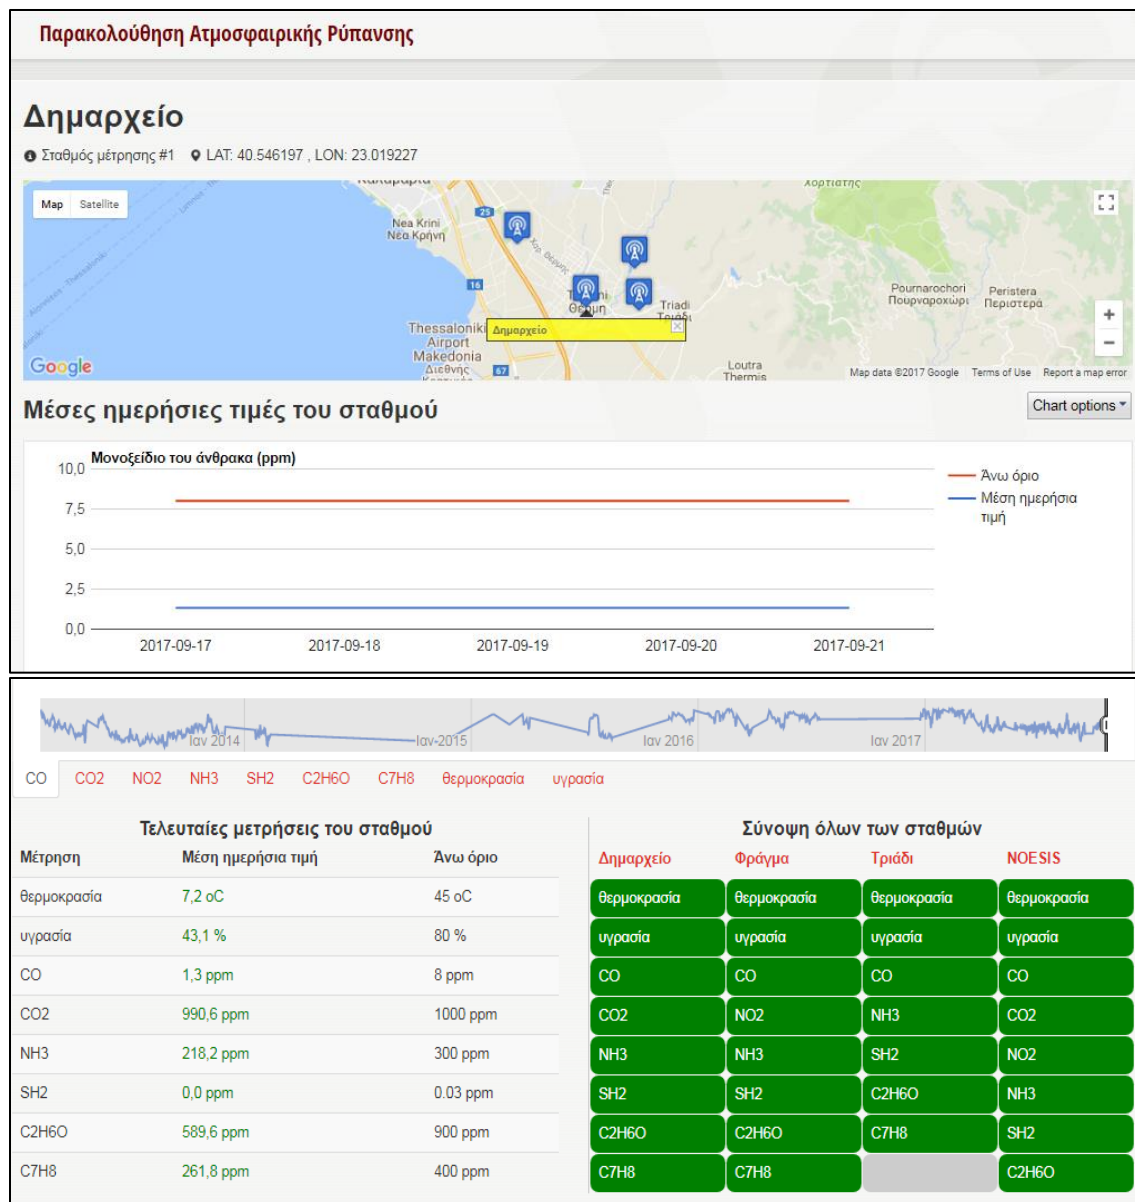 Παρακολούθηση Ατμοσφαιρικής Ρύπανσης
Δημαρχείο
Σταθμός μέτρησης #1 LAT: 40.546197 , LON: 23.019227
Map Satellite
Χορτιατης
25
Nea Krini
Νέα Κρήνη
16
Θέρμη
Triadi
Τριάδι
Pournarochori
Πουρναροχώρι
Peristera
Περιστερά
+
−
Thessaloniki
Airport
Makedonia
Διεθνής
Δημαρχείο
67
Loutra
Thermis
Google
Map data ©2017 Google Terms of Use Report a map error
Μέσες ημερήσιες τιμές του σταθμού
Chart options
Μονοξείδιο του άνθρακα (ppm)
10,0
7,5
5,0
2,5
0,0
Άνω όριο
Μέση ημερήσια
τιμή
2017-09-17 2017-09-18 2017-09-19 2017-09-20 2017-09-21
Ιαν 2014 Ιαν 2015 Ιαν 2016 Ιαν 2017
CO CO2 NO2 NH3 SH2 C2H6O C7H8 θερμοκρασία υγρασία
Τελευταίες μετρήσεις του σταθμού
Μέτρηση Μέση ημερήσια τιμή Άνω όριο
θερμοκρασία 7,2 oC 45 oC
υγρασία 43,1 % 80 %
CO 1,3 ppm 8 ppm
CO2 990,6 ppm 1000 ppm
NH3 218,2 ppm 300 ppm
SH2 0,0 ppm 0.03 ppm
C2H6O 589,6 ppm 900 ppm
C7H8 261,8 ppm 400 ppm
Σύνοψη όλων των σταθμών
Δημαρχείο Φράγμα Τριάδι NOESIS
θερμοκρασία θερμοκρασία θερμοκρασία θερμοκρασία
υγρασία υγρασία υγρασία υγρασία
CO CO CO CO
CO2 NO2 NH3 CO2
NH3 NH3 SH2 NO2
SH2 SH2 C2H6O NH3
C2H6O C2H6O C7H8 SH2
C7H8 C7H8 C2H6O